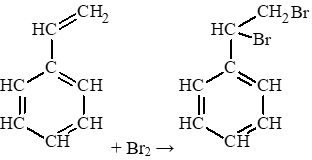 CH2 CH2Br
HC HC Br
C C
HC CH HC CH
HC CH HC CH
CH CH
+ Br2 →